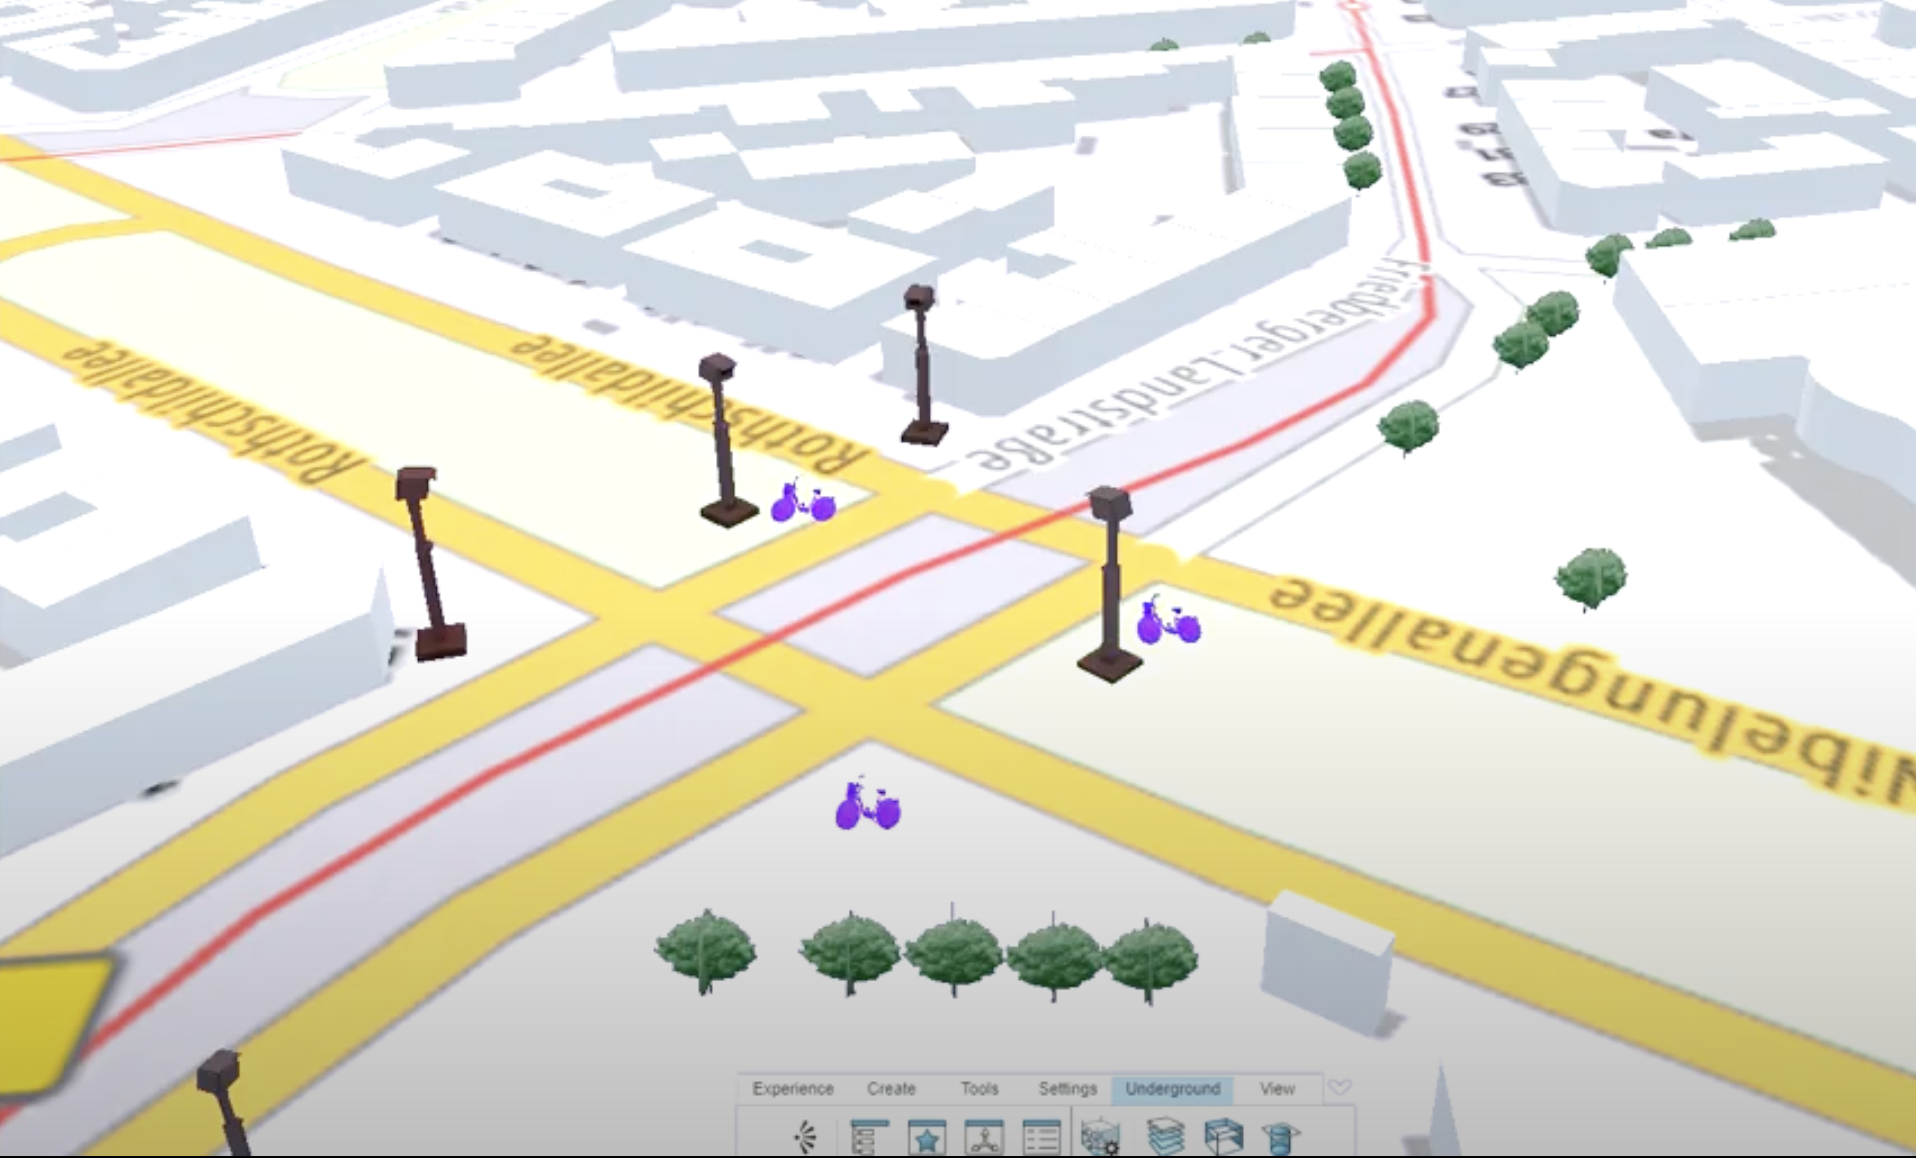 Friedberger Landstraße
Rothschildallee
Rothschildallee
Nibelungenallee
Experience Create Tools Settings Underground View